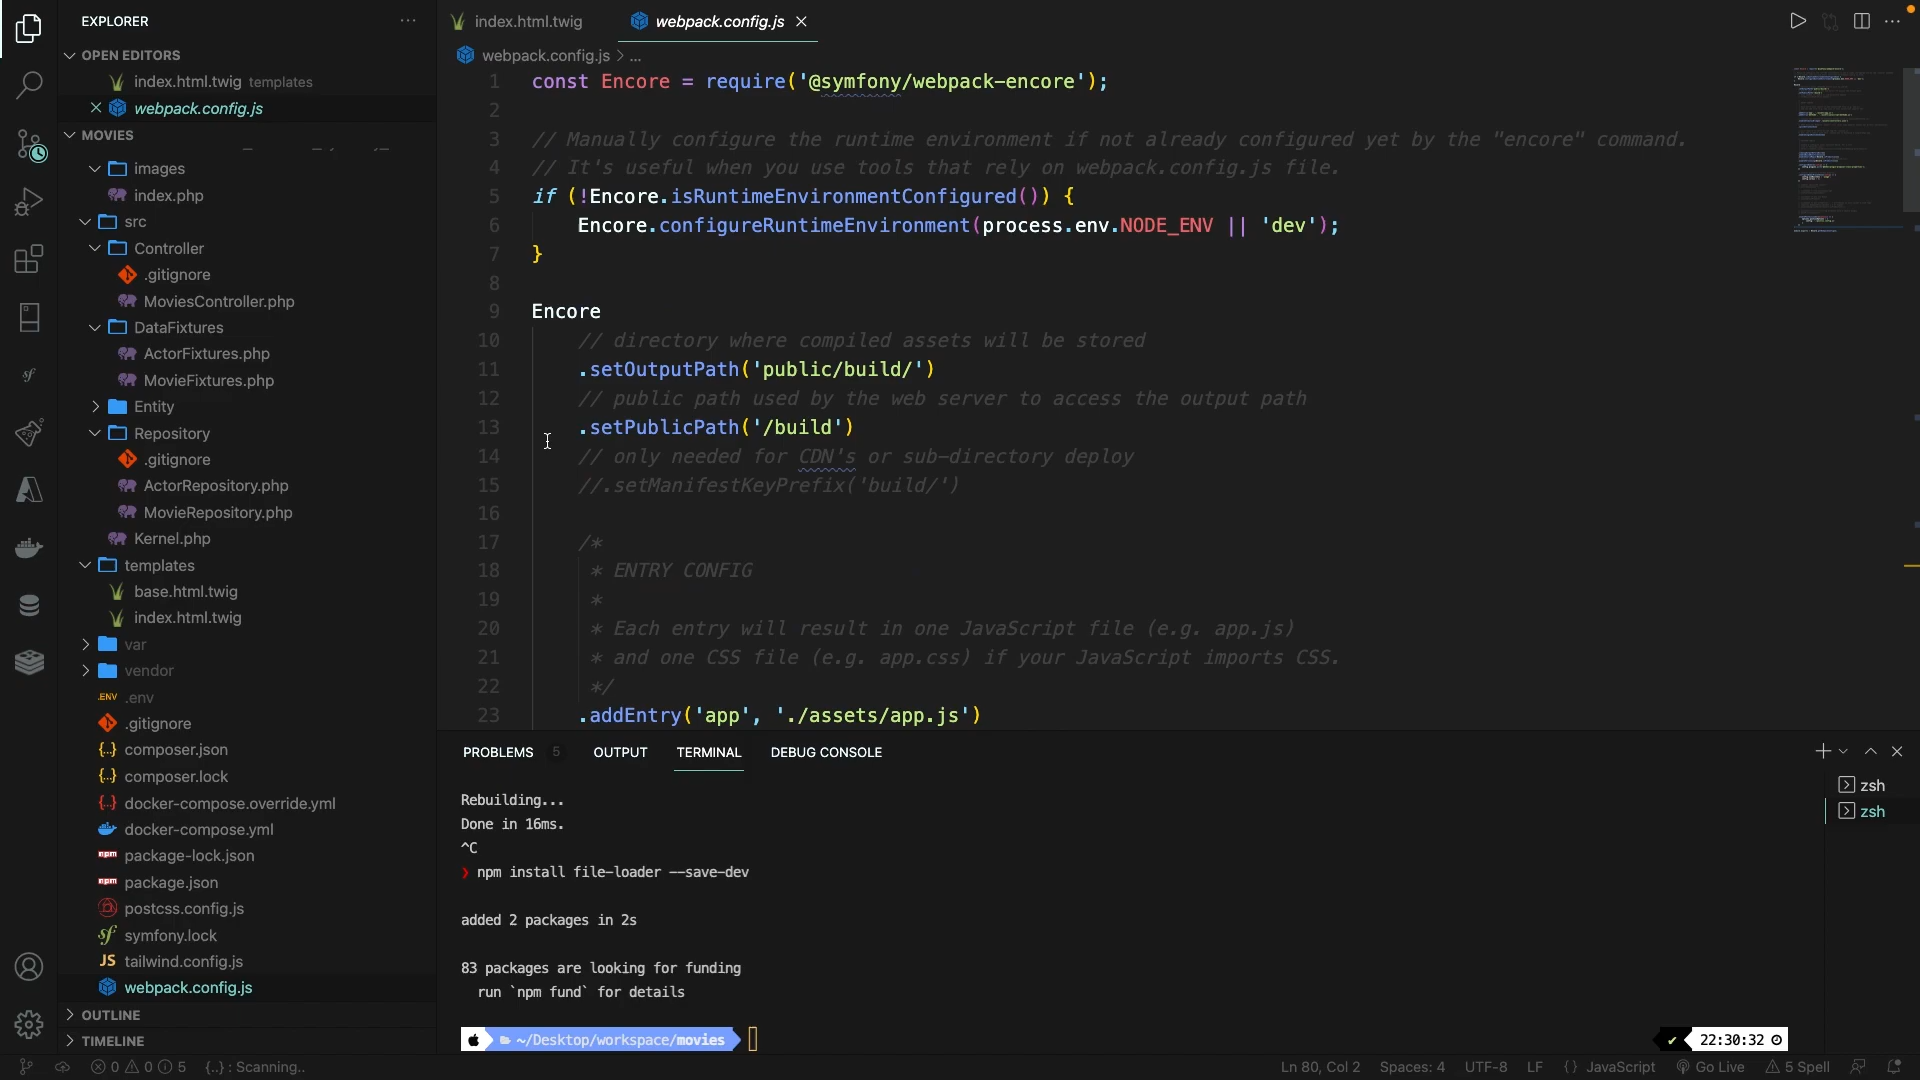 EXPLORER
OPEN EDITORS
index.html.twig templates
webpack.config.js
MOVIES
images
index.php
src
Controller
.gitignore
MoviesController.php
DataFixtures
ActorFixtures.php
MovieFixtures.php
Entity
Repository
.gitignore
ActorRepository.php
MovieRepository.php
Kernel.php
templates
base.html.twig
index.html.twig
var
vendor
.ENV .env
.gitignore
{..} composer.json
{..} composer.lock
{..} docker-compose.override.yml
docker-compose.yml
npm package-lock.json
npm package.json
postcss.config.js
sf symfony.lock
JS tailwind.config.js
webpack.config.js
OUTLINE
TIMELINE
index.html.twig
webpack.config.js
webpack.config.js > ...
1 const Encore = require('@symfony/webpack-encore');
2
3 // Manually configure the runtime environment if not already configured yet by the "encore" command.
4 // It's useful when you use tools that rely on webpack.config.js file.
5 if (!Encore.isRuntimeEnvironmentConfigured()) {
6 Encore.configureRuntimeEnvironment(process.env.NODE_ENV || 'dev');
7 }
8
9 Encore
10 // directory where compiled assets will be stored
11 .setOutputPath('public/build/')
12 // public path used by the web server to access the output path
13 .setPublicPath('/build')
14 // only needed for CDN's or sub-directory deploy
15 //.setManifestKeyPrefix('build/')
16
17 /*
18 * ENTRY CONFIG
19 *
20 * Each entry will result in one JavaScript file (e.g. app.js)
21 * and one CSS file (e.g. app.css) if your JavaScript imports CSS.
22 */
23 .addEntry('app', './assets/app.js')
PROBLEMS 5 OUTPUT TERMINAL DEBUG CONSOLE
Rebuilding...
Done in 16ms.
^C
❯ npm install file-loader --save-dev
added 2 packages in 2s
83 packages are looking for funding
run `npm fund` for details
~/Desktop/workspace/movies
✔ 22:30:32
zsh
zsh
0 0 5 {..} : Scanning..
Ln 80, Col 2 Spaces: 4 UTF-8 LF {} JavaScript Go Live 5 Spell